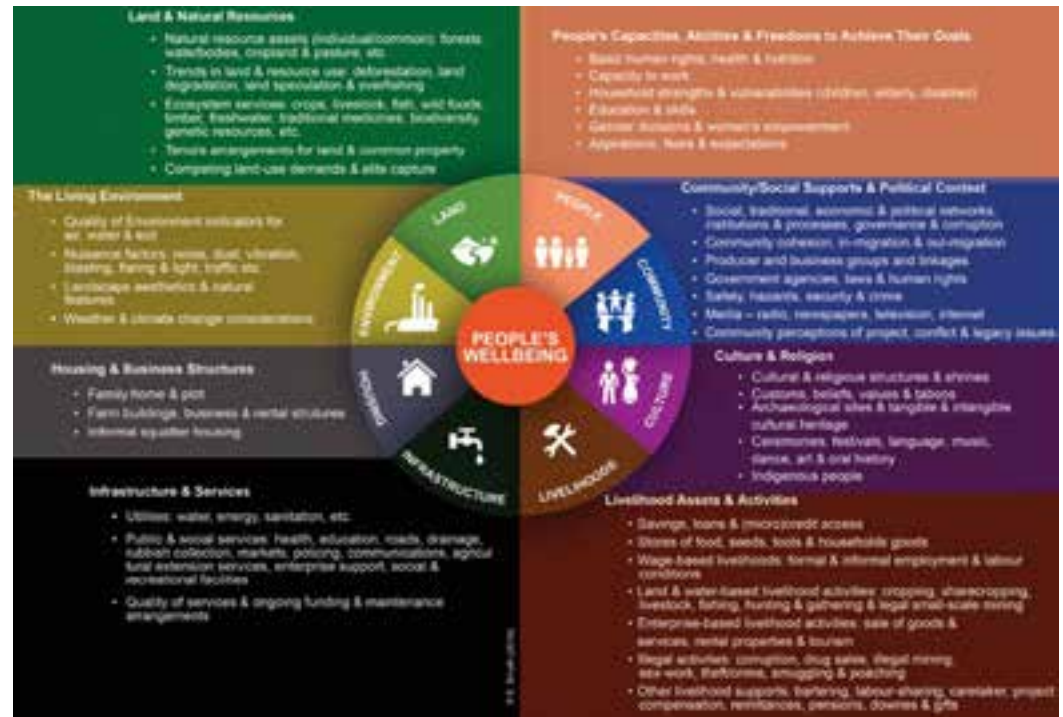 Land & Natural Resources
• Natural resource assets (individual/common): forests
waterbodies, cropland & pasture, etc
• Trends in land & resource use: deforestation, land
degradation, land speculation & overfishing
• Ecosystem services: crops, livestock, fish, wild foods
timber, freshwater, traditional medicines, biodiversity
genetic resources, etc.
• Tenure arrangements for land & common property
• Competing land-use demands & elite capture
People's Capacities, Abilities & Freedoms to Achieve Their Goals
• Basic human rights, health & nutrition
• Capacity to work
• Household strengths & vulnerabilities (children, elderly, disabled)
• Education & skills
• Gender divisions & women's empowerment
• Aspirations, fears & expectations
The Living Environment
• Quality of Environment indicators for
air, water & soil
• Nuisance factors, noise, dust, vibration,
blasting, flaring & light, traffic etc
• Landscape aesthetics & natural
features
• Weather & climate change considerations
Community/Social Supports & Political Context
• Social, traditional, economic & political networks,
institutions & processes, governance & corruption
• Community cohesion, in-migration & out-migration
• Producer and business groups and linkages
• Government agencies, laws & human rights
• Safety, hazards, security & crime
• Media – radio, newspapers, television, internet
• Community perceptions of project, conflict & legacy issues
LAND
PEOPLE
ENVIRONMENT
COMMUNITY
PEOPLE'S
WELLBEING
HOUSING
CULTURE
INFRASTRUCTURE
LIVELIHOODS
Housing & Business Structures
• Family home & plot
• Farm buildings, business & rental strutures
• Informal squatter housing
Culture & Religion
• Cultural & religious structures & shrines
• Customs, beliefs, values & taboos
• Archaeological sites & tangible & intangible
cultural heritage
• Ceremonies, festivals, language, music,
dance, art & oral history
• Indigenous people
Infrastructure & Services
• Utilities: water, energy, sanitation, etc.
• Public & social services: health, education, roads, drainage,
rubbish collection, markets, policing, communications, agricul
tural extension services, enterprise support, social &
recreational facilities
• Quality of services & ongoing funding & maintenance
arrangements
Livelihood Assets & Activities
• Savings, loans & (micro)credit access
• Stores of food, seeds, tools & households goods
• Wage-based livelihoods: formal & informal employment & labour
conditions
• Land & water-based livelihood activities: cropping, sharecropping,
livestock, fishing, hunting & gathering & legal small-scale mining
• Enterprise-based livelihood activities: sale of goods &
services, rental properties & tourism
• Illegal activities: corruption, drug sales, illegal mining
sex-work, theft/crime, smuggling & poaching
• Other livelihood supports, bartering, labour-sharing, caretaker, project
compensation, remittances, pensions, dowries & gifts